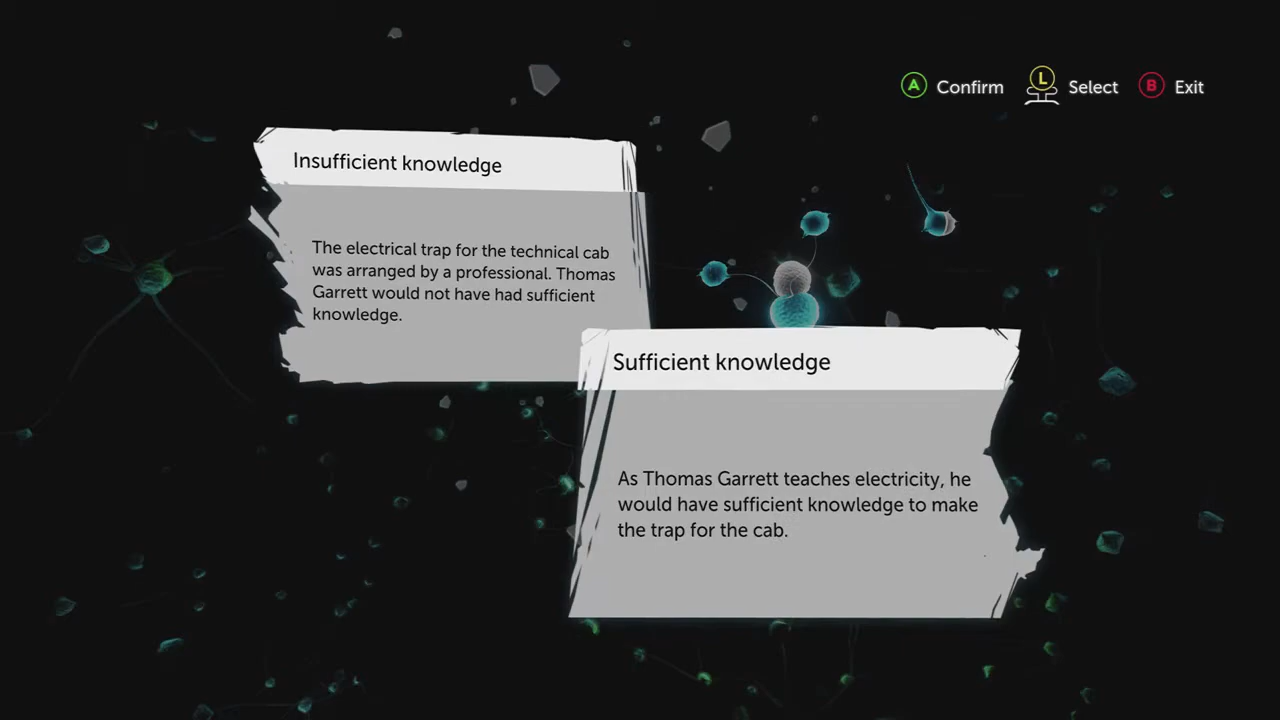 A Confirm L Select B Exit
Insufficient knowledge
The electrical trap for the technical cab
was arranged by a professional. Thomas
Garrett would not have had sufficient
knowledge.
Sufficient knowledge
As Thomas Garrett teaches electricity, he
would have sufficient knowledge to make
the trap for the cab.